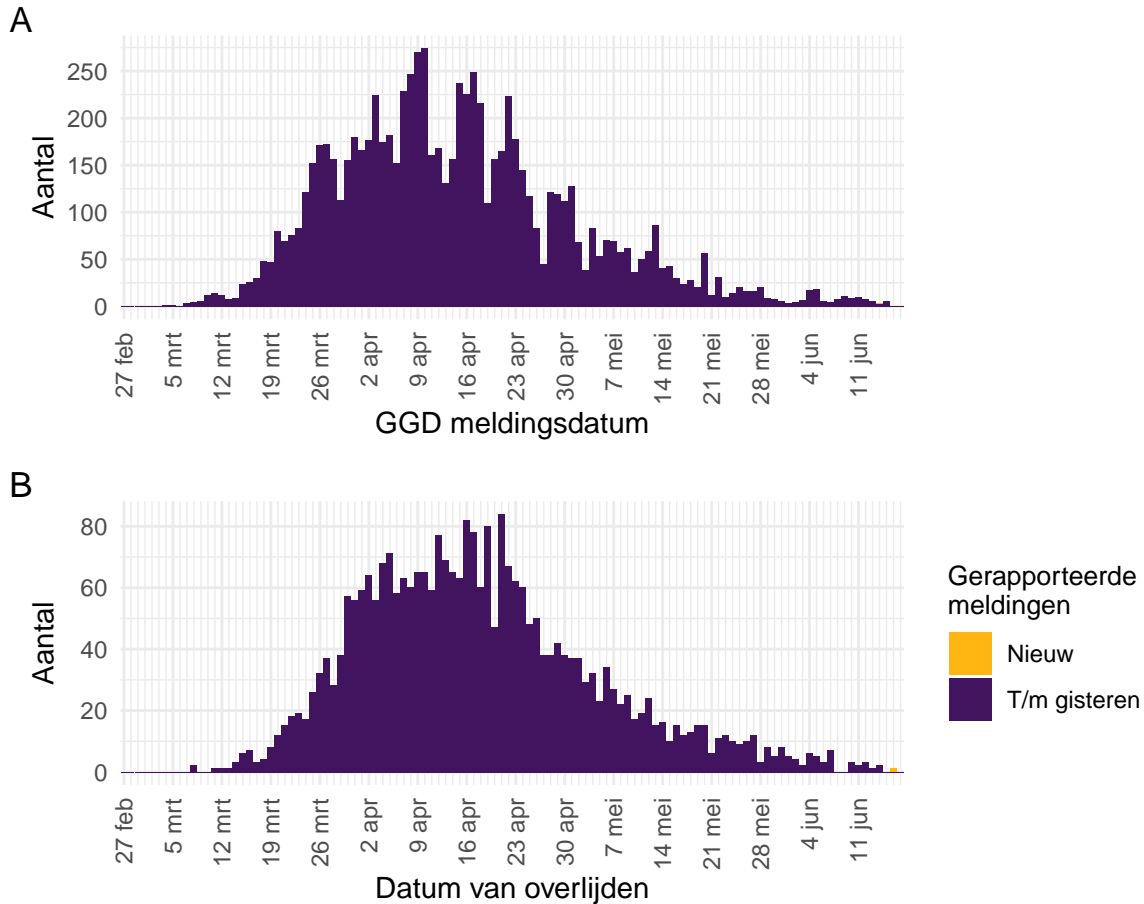 A
Aantal
250
200
150
100
50
0
27 feb
5 mrt
12 mrt
19 mrt
26 mrt
2 apr
9 apr
16 apr
23 apr
30 apr
7 mei
14 mei
21 mei
28 mei
4 jun
11 jun
GGD meldingsdatum
B
Aantal
80
60
40
20
0
27 feb
5 mrt
12 mrt
19 mrt
26 mrt
2 apr
9 apr
16 apr
23 apr
30 apr
7 mei
14 mei
21 mei
28 mei
4 jun
11 jun
Datum van overlijden
Gerapporteerde
meldingen
Nieuw
T/m gisteren